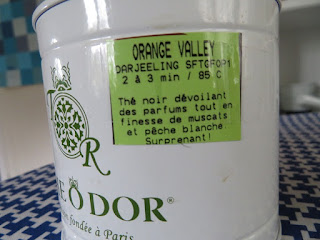 ORANGE VALLEY
DARJEELING SFTGFOP1
2 à 3 min / 85 C
Thé noir dévoilant
des parfums tout en
finesse de muscats
et pêche blanche.
Surprenant!
R
E ODOR®
fondée à Paris